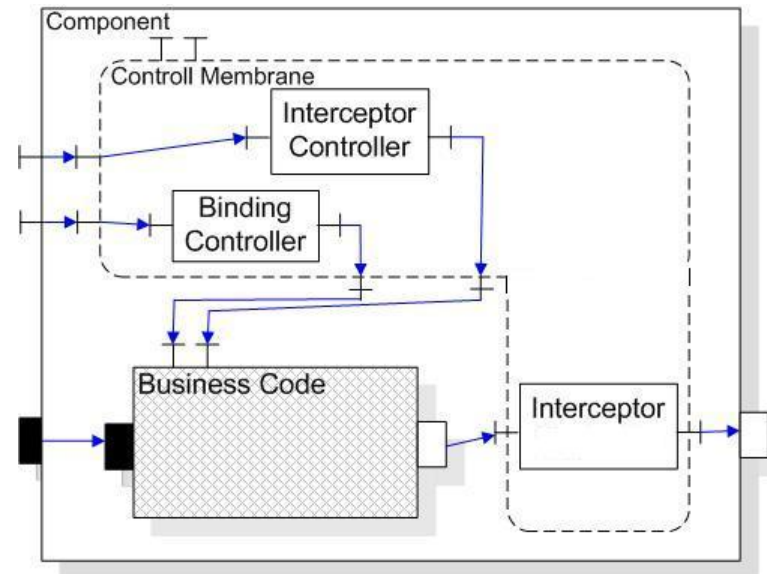 Component
Controll Membrane
Interceptor
Controller
Binding
Controller
Business Code
Interceptor